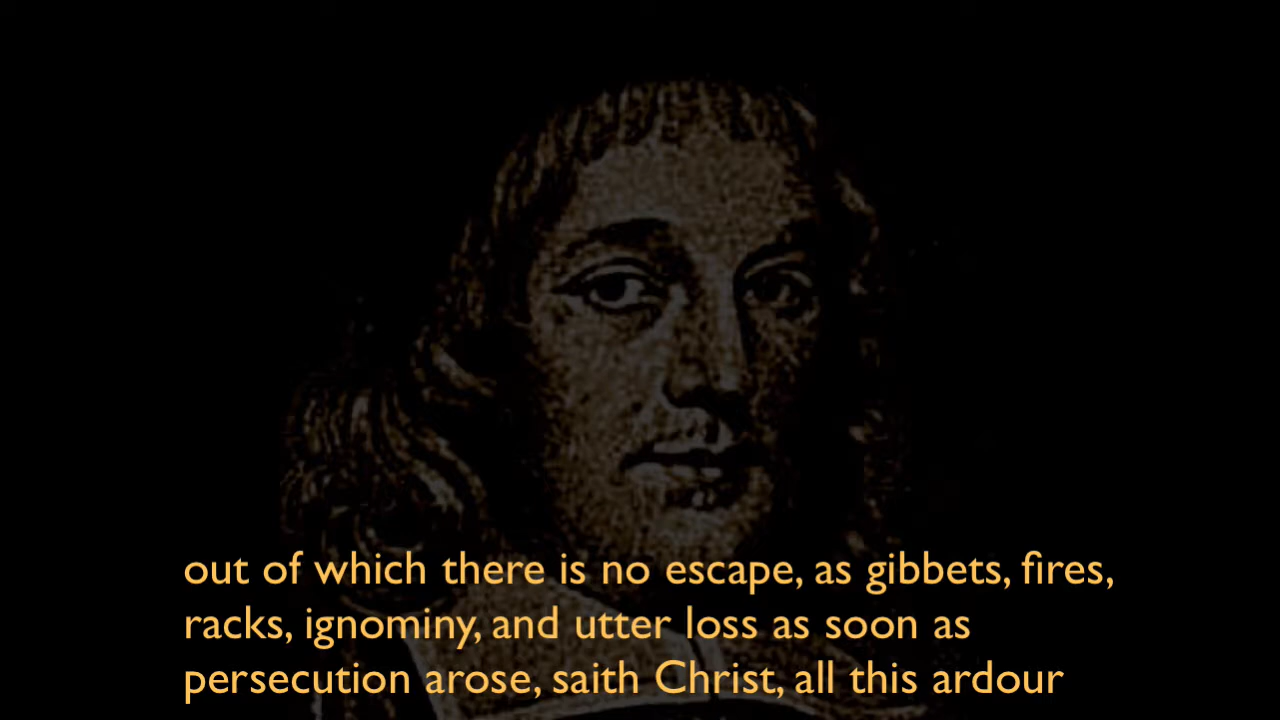 out of which there is no escape, as gibbets, fires,
racks, ignominy, and utter loss as soon as
persecution arose, saith Christ, all this ardour